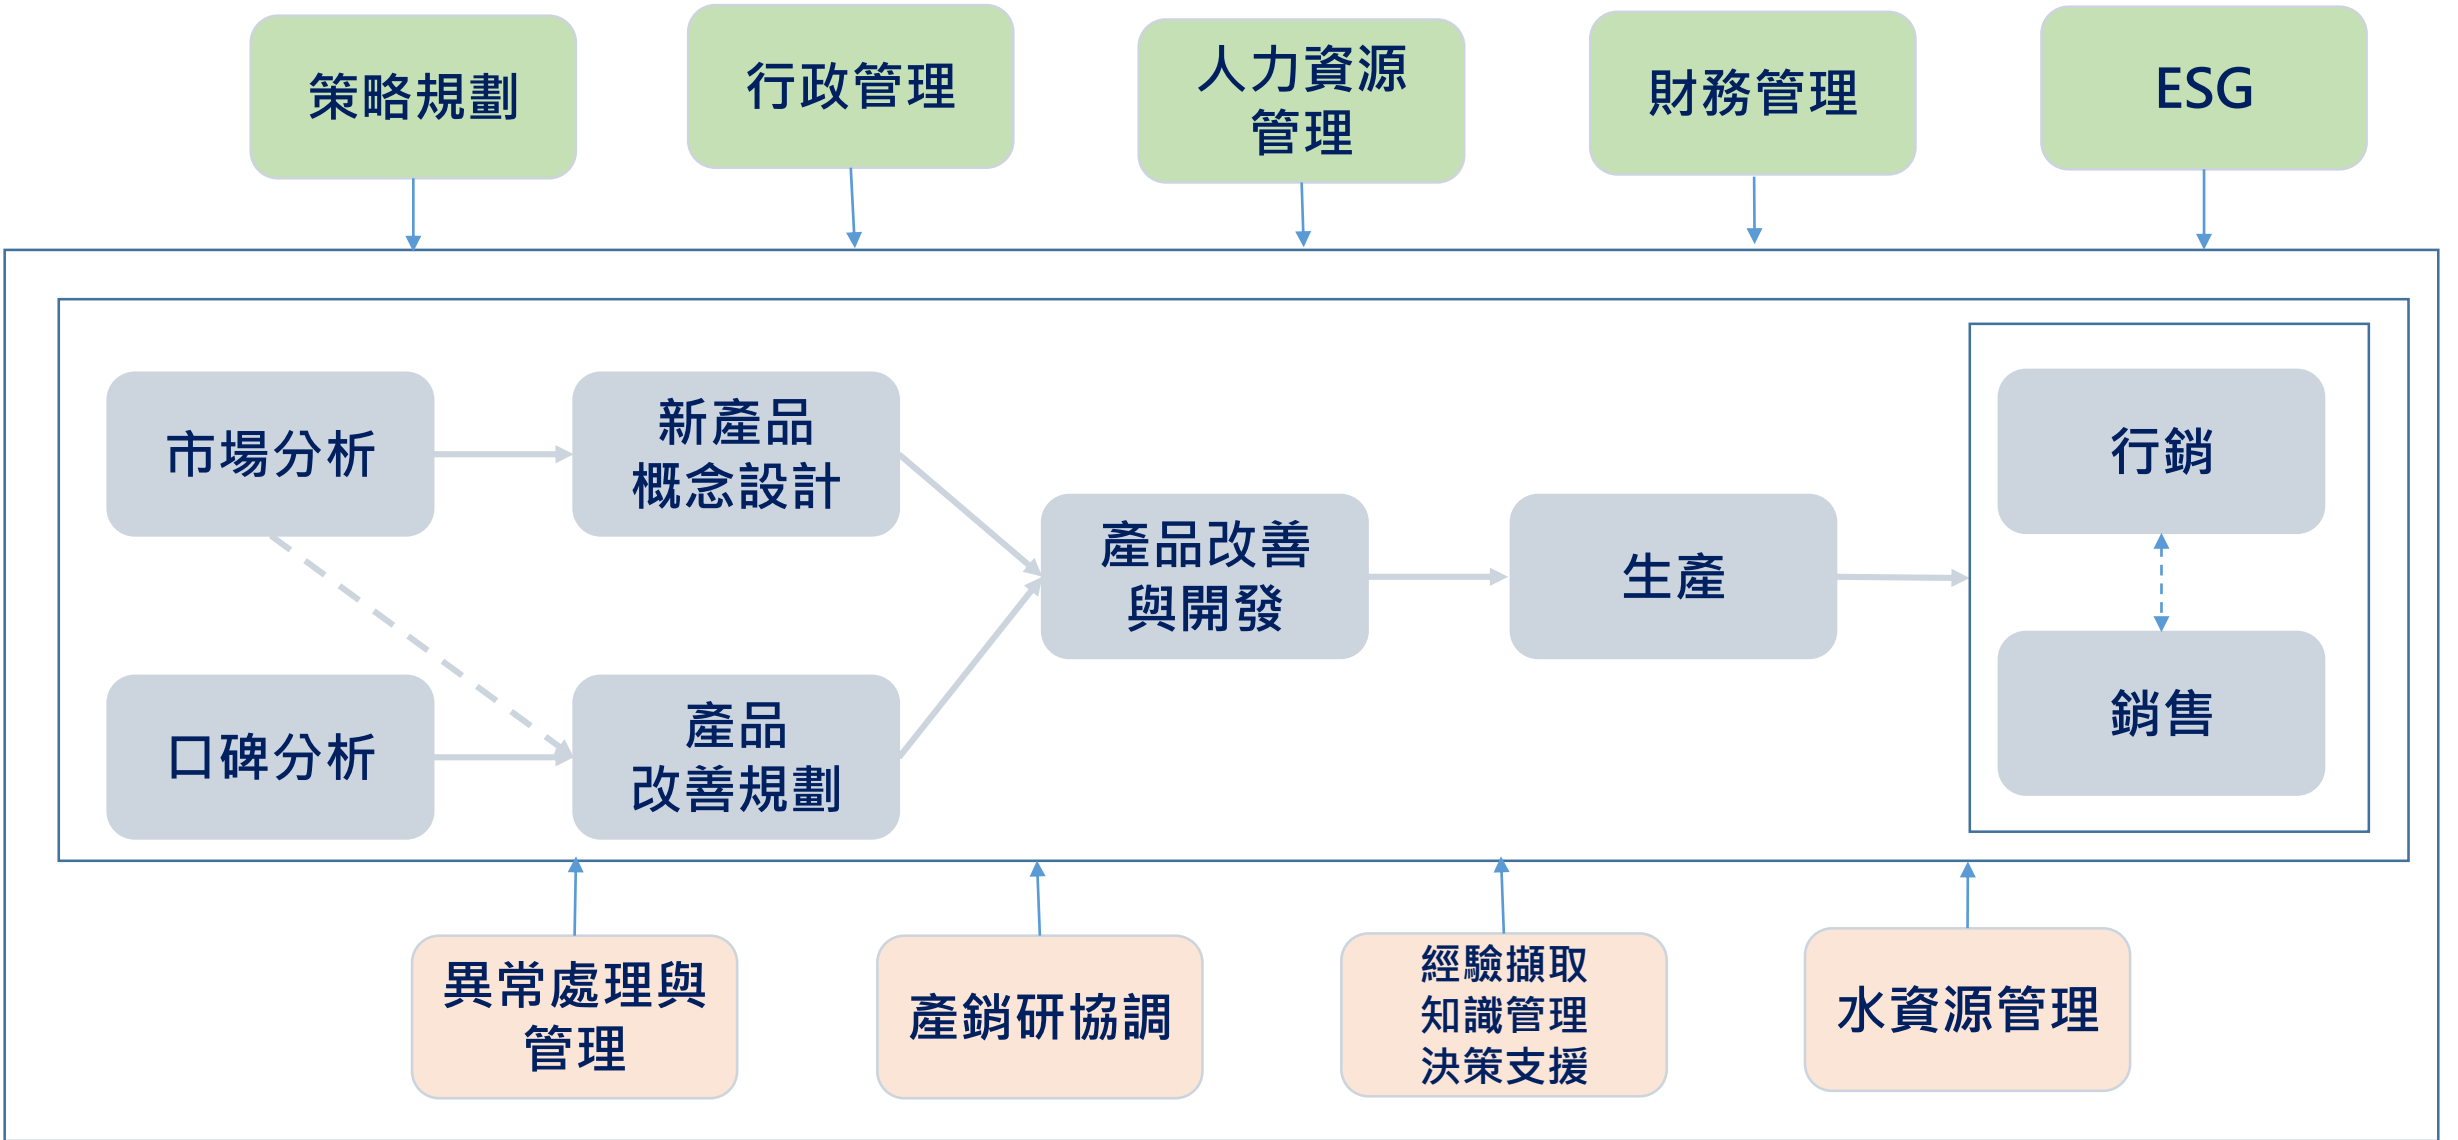 策略規劃
行政管理
人力資源
管理
財務管理
ESG
市場分析
新產品
概念設計
產品改善
與開發
生產
行銷
口碑分析
產品
改善規劃
銷售
異常處理與
管理
產銷研協調
經驗擷取
知識管理
決策支援
水資源管理